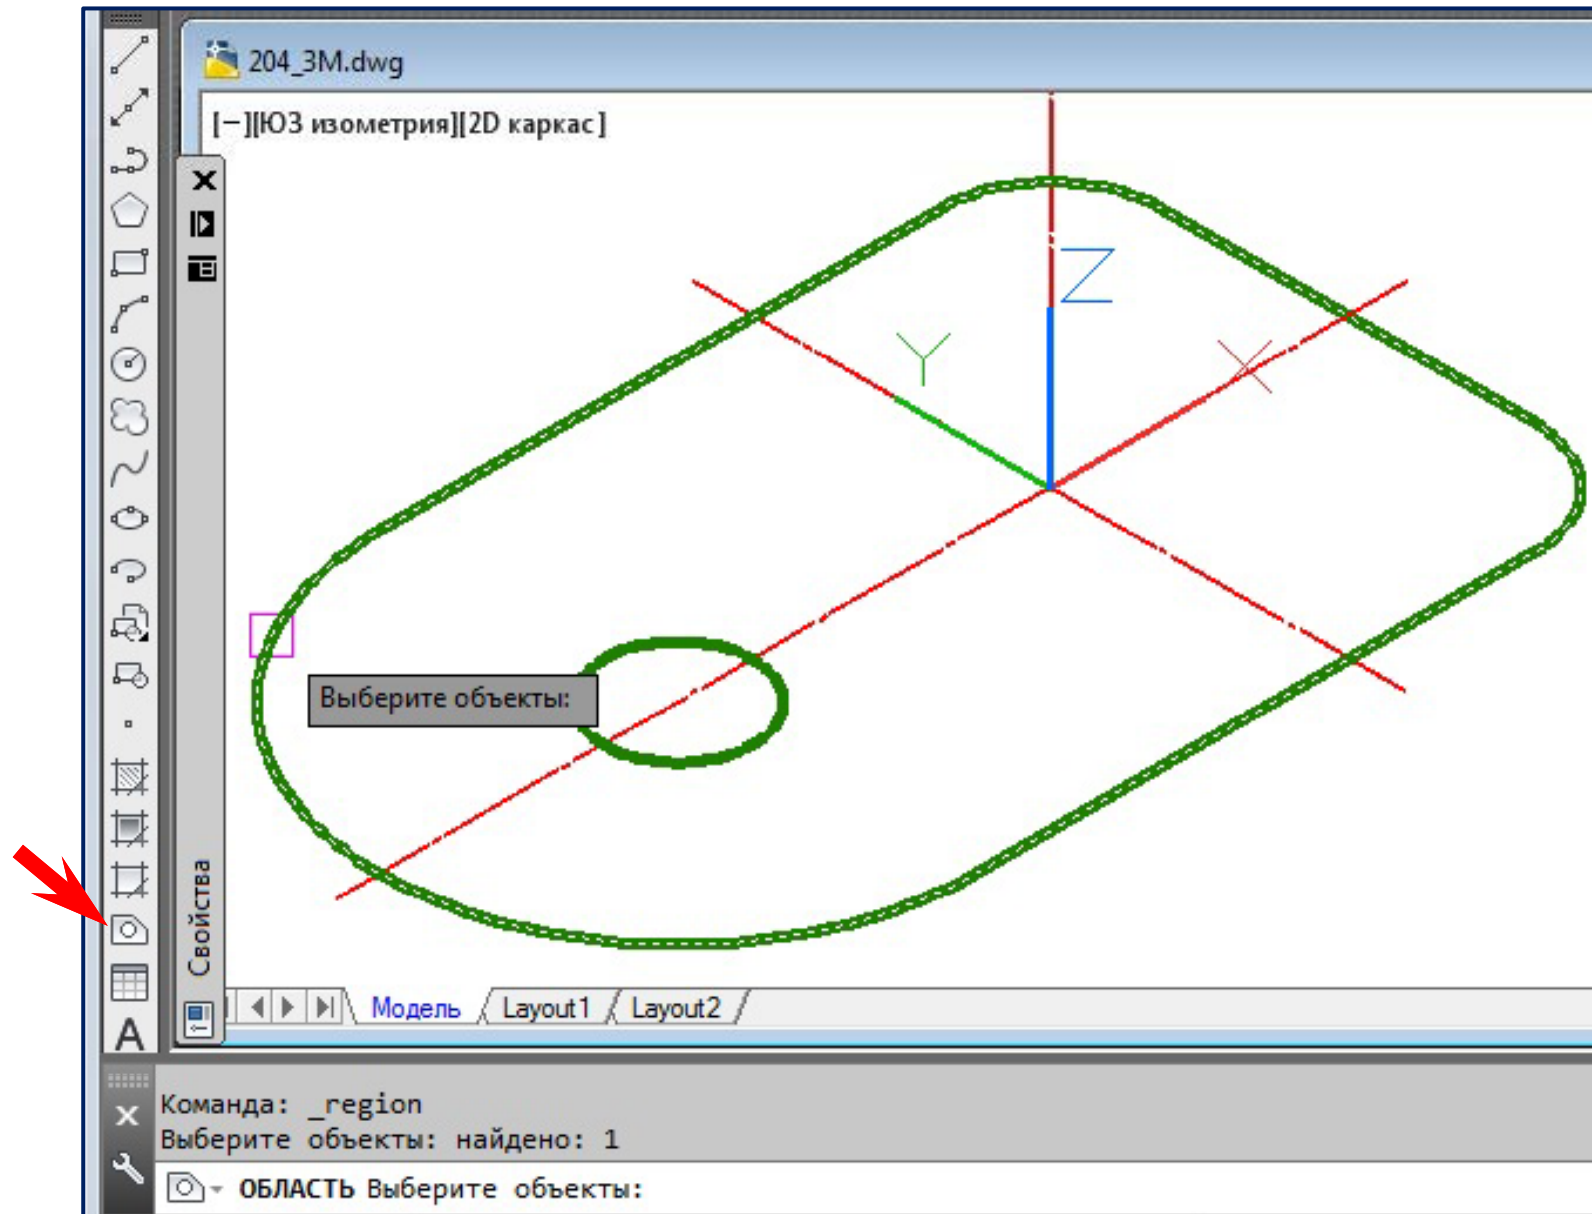 204_3M.dwg
[−][ЮЗ изометрия][2D каркас]
Z
Y
X
Выберите объекты:
Свойства
Модель
Layout1
Layout2
A
Команда: _region
Выберите объекты: найдено: 1
ОБЛАСТЬ Выберите объекты: